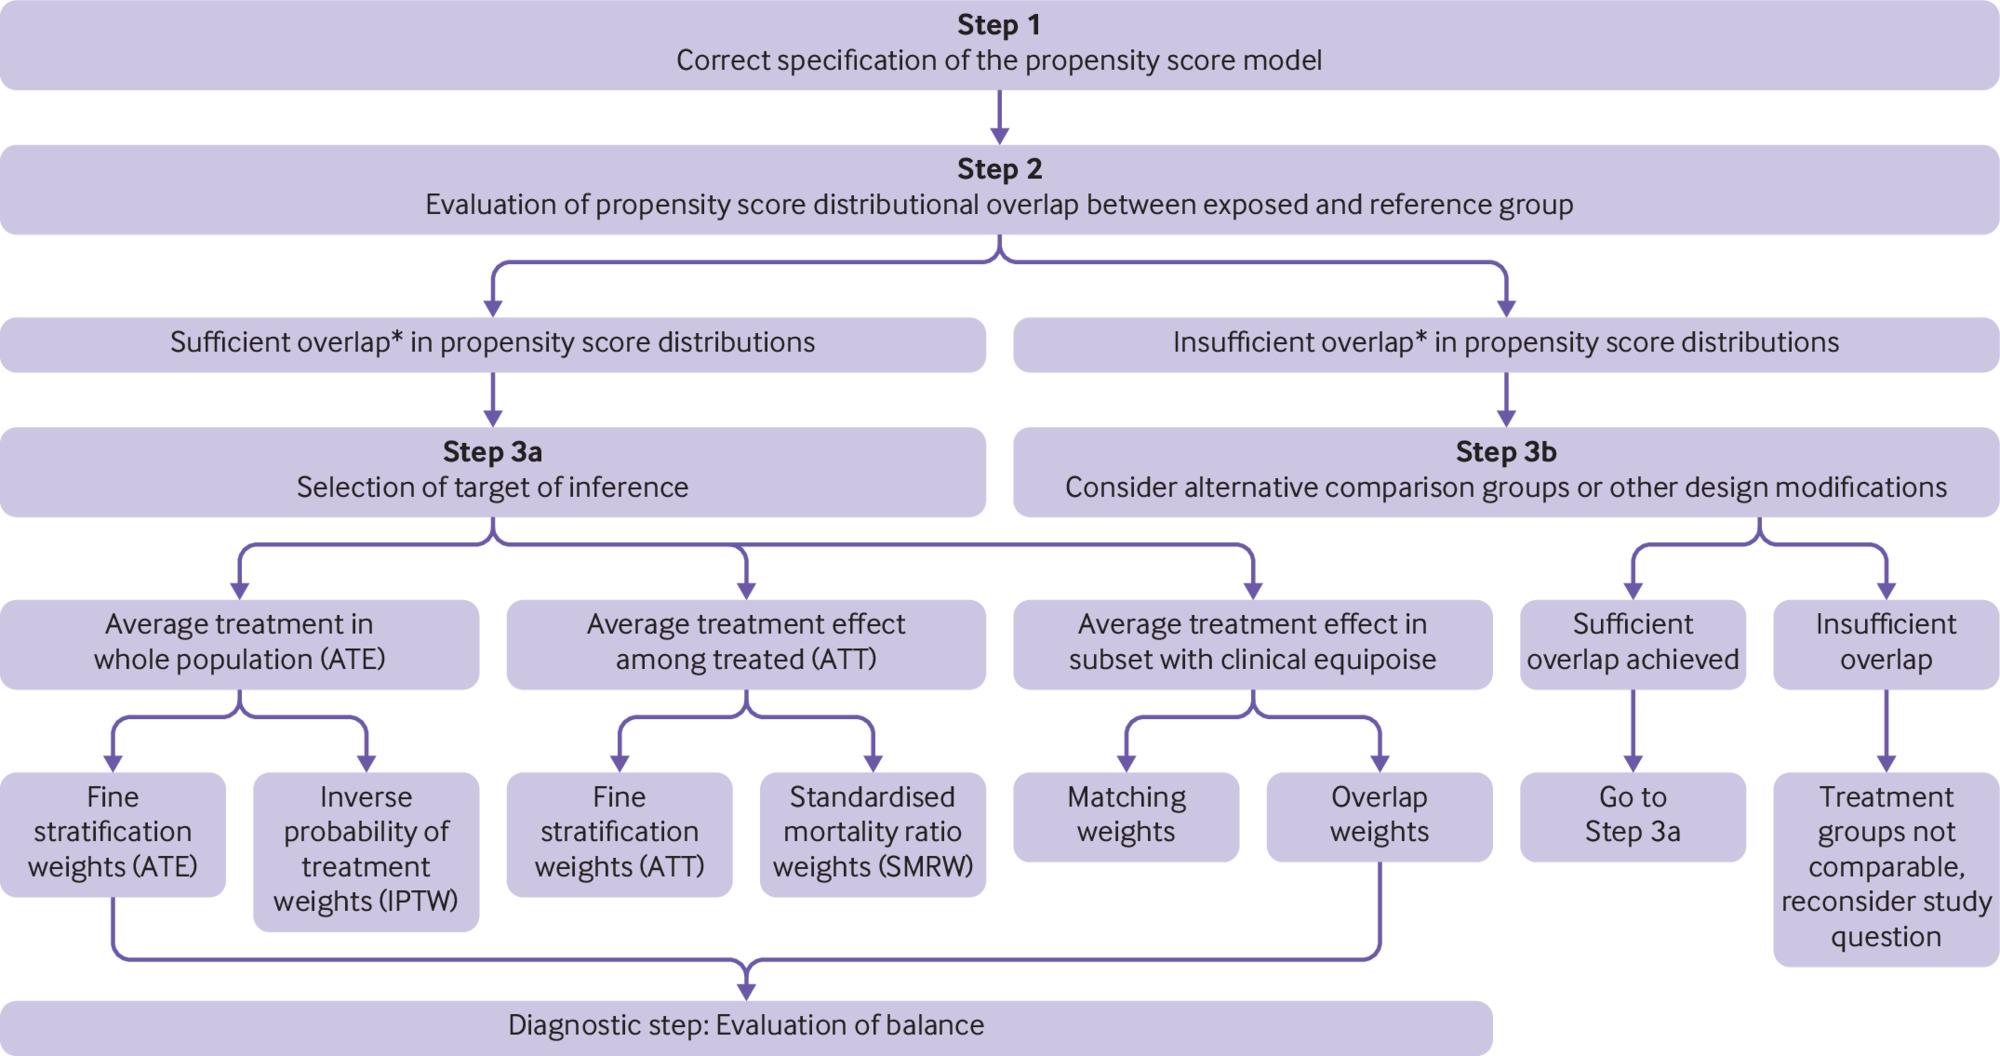 Step 1
Correct specification of the propensity score model
Step 2
Evaluation of propensity score distributional overlap between exposed and reference group
Sufficient overlap* in propensity score distributions
Insufficient overlap* in propensity score distributions
Step 3a
Selection of target of inference
Step 3b
Consider alternative comparison groups or other design modifications
Average treatment in
whole population (ATE)
Average treatment effect
among treated (ATT)
Average treatment effect in
subset with clinical equipoise
Sufficient
overlap achieved
Insufficient
overlap
Fine
stratification
weights (ATE)
Inverse
probability of
treatment
weights (IPTW)
Fine
stratification
weights (ATT)
Standardised
mortality ratio
weights (SMRW)
Matching
weights
Overlap
weights
Go to
Step 3a
Treatment
groups not
comparable,
reconsider study
question
Diagnostic step: Evaluation of balance